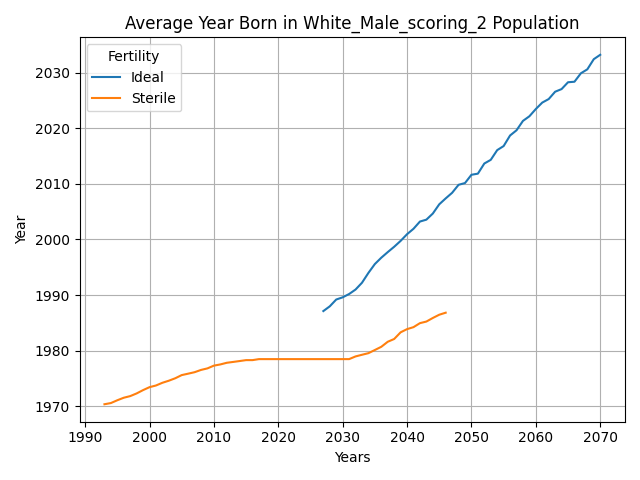 Average Year Born in White_Male_scoring_2 Population
Fertility
Ideal
Sterile
Year
2030
2020
2010
2000
1990
1980
1970
1990 2000 2010 2020 2030 2040 2050 2060 2070
Years